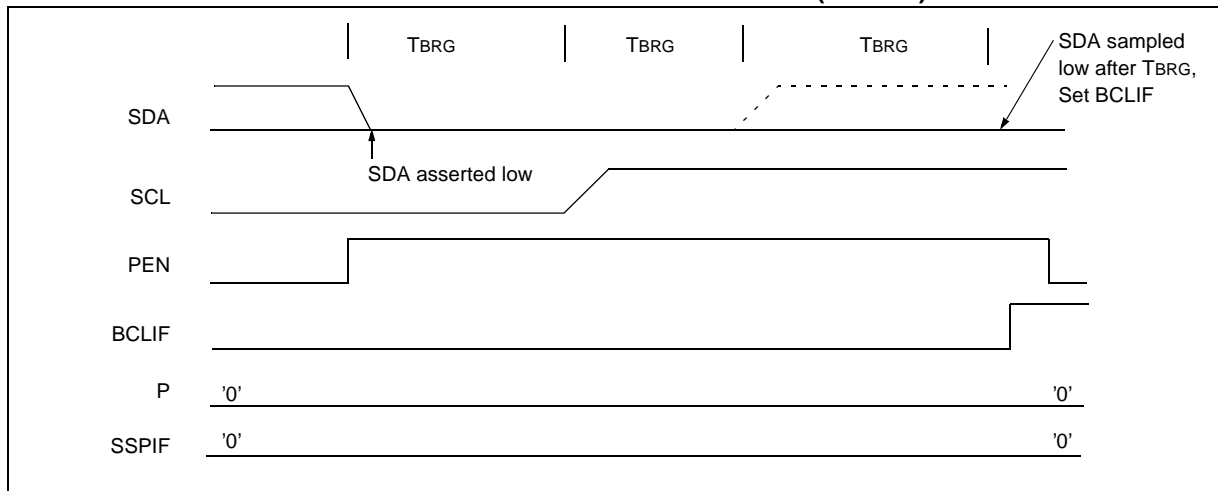 TBRG TBRG TBRG
SDA sampled
low after TBRG,
Set BCLIF
SDA
SDA asserted low
SCL
PEN
BCLIF
P '0' '0'
SSPIF '0' '0'